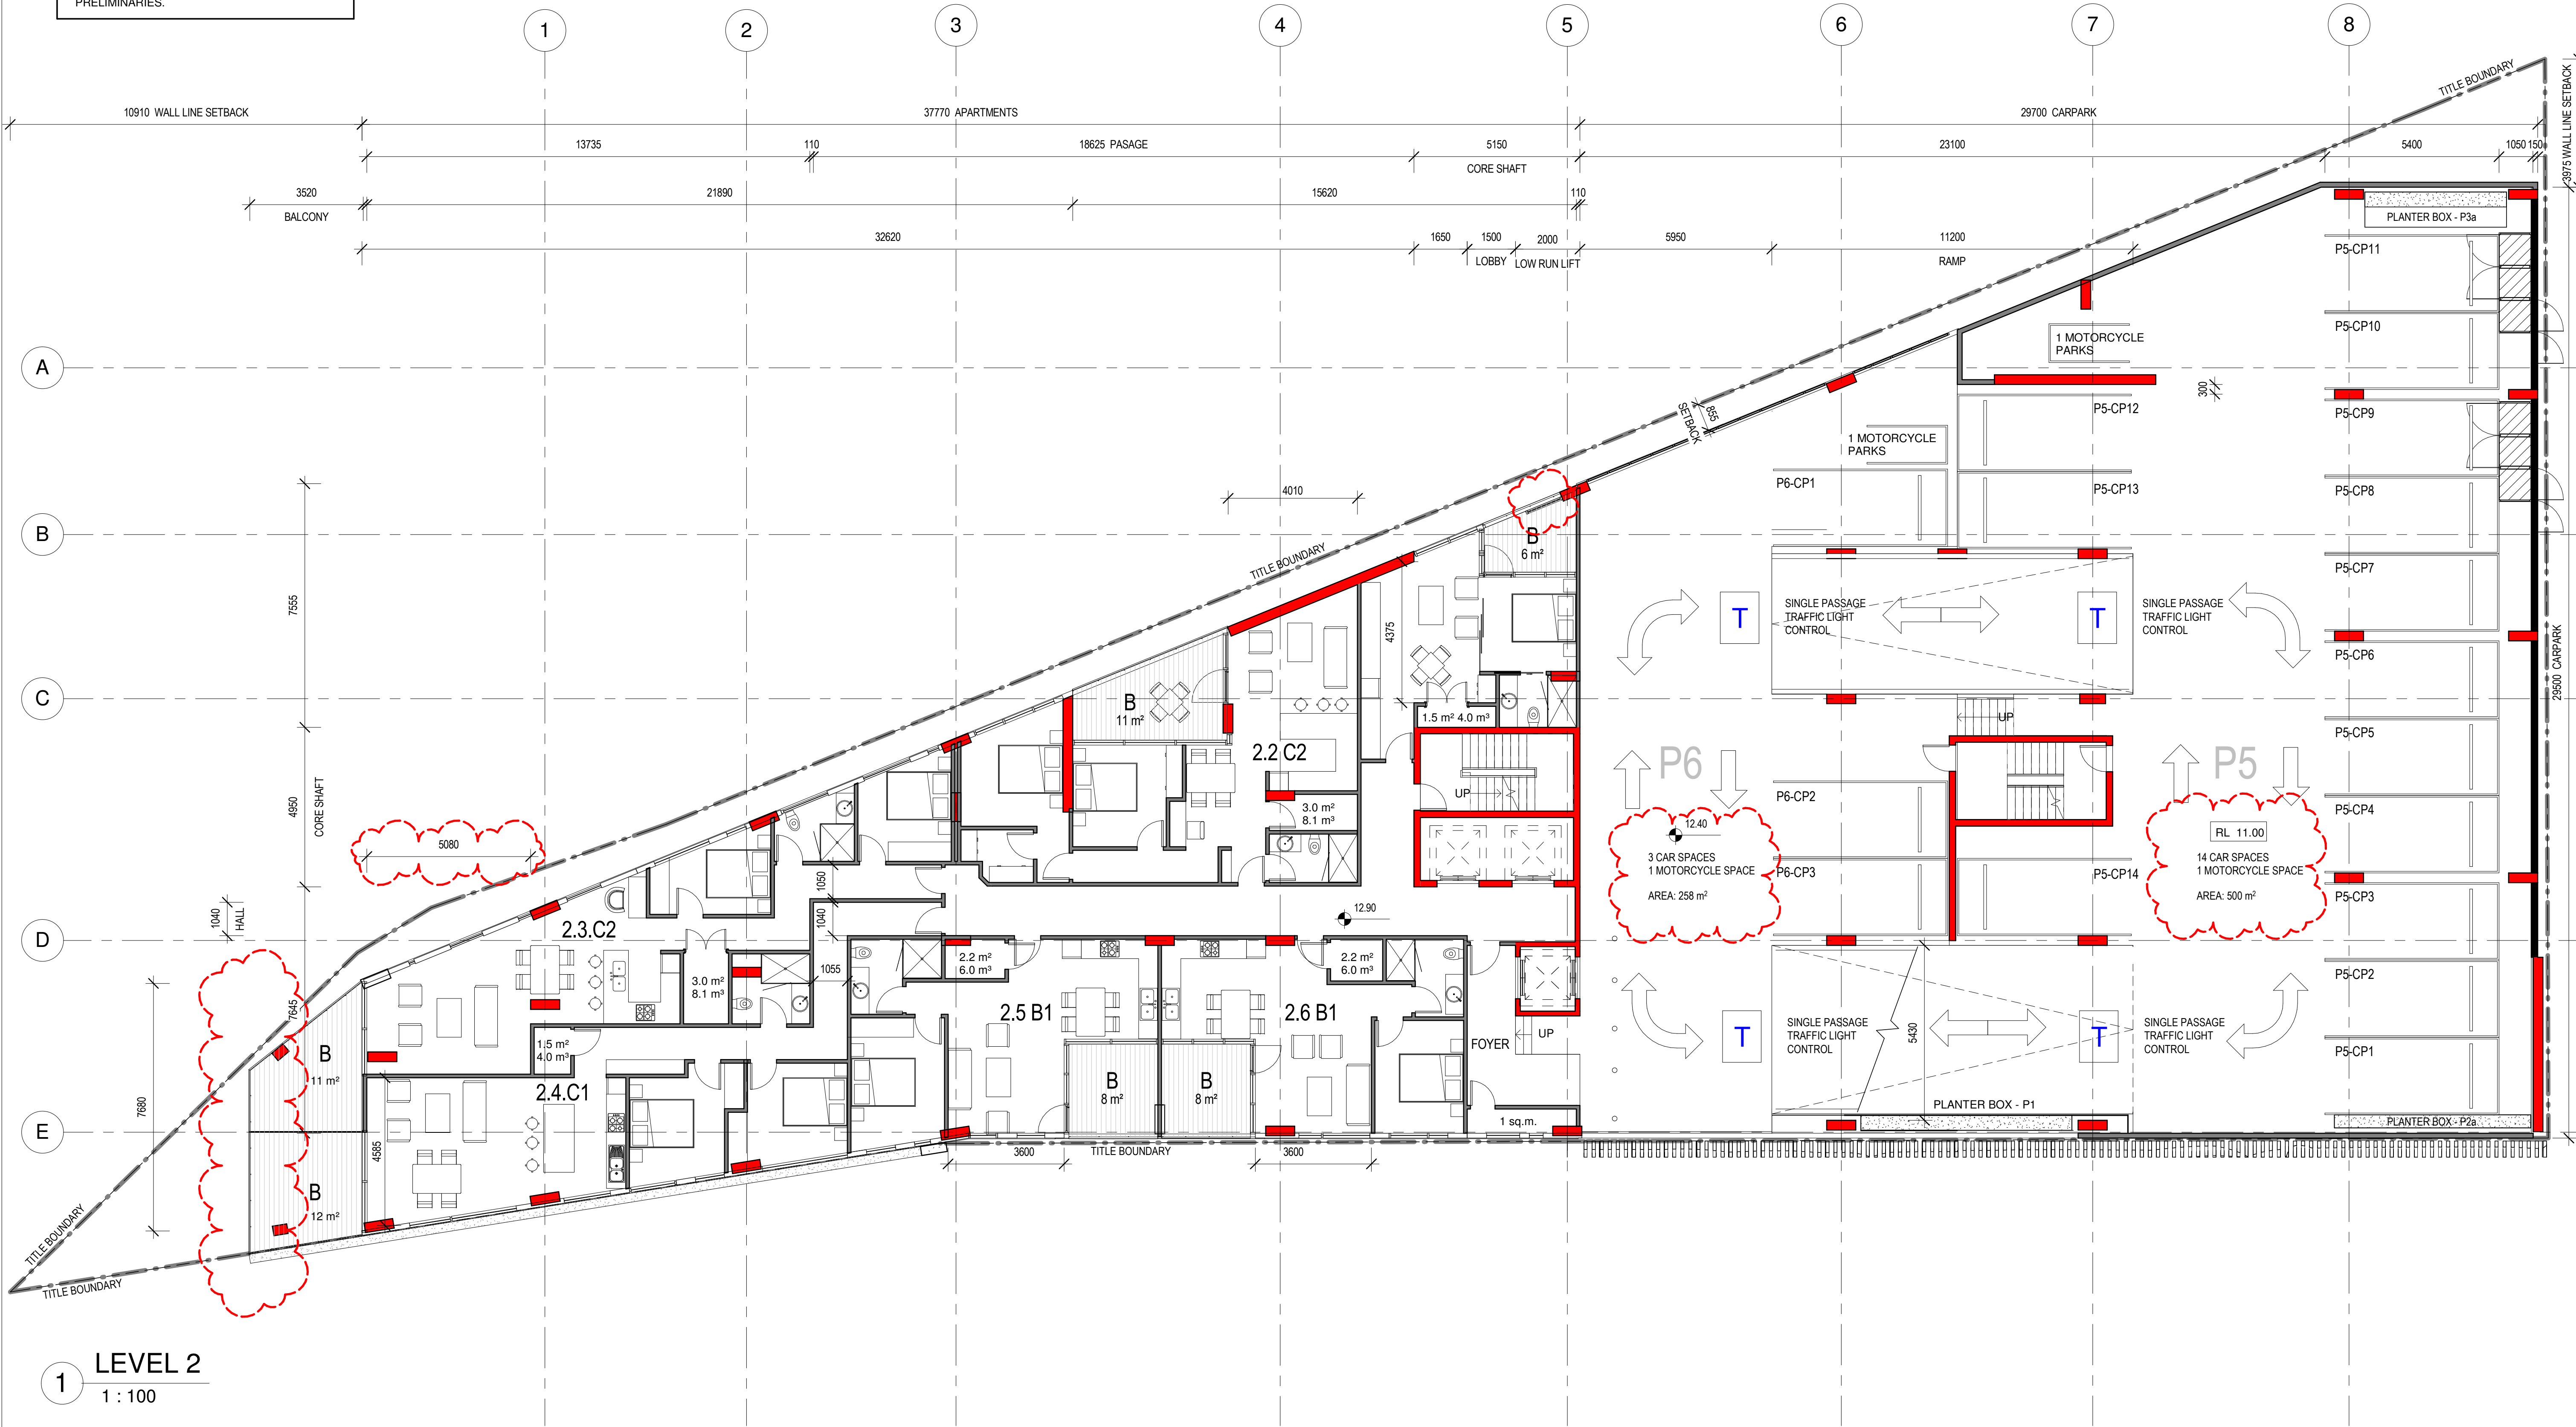 PRELIMINARIES.
1
2
3
4
5
6
7
8
TITLE BOUNDARY
3975 WALL LINE SETBACK
10910 WALL LINE SETBACK
37770 APARTMENTS
29700 CARPARK
13735
110
18625 PASAGE
5150
CORE SHAFT
23100
5400
1050
150
3520
BALCONY
21890
15620
110
PLANTER BOX - P3a
32620
1650
1500
LOBBY
2000
LOW RUN LIFT
5950
11200
RAMP
P5-CP11
P5-CP10
1 MOTORCYCLE
PARKS
A
300
P5-CP9
P5-CP12
855
SETBACK
1 MOTORCYCLE
PARKS
P6-CP1
P5-CP13
P5-CP8
4010
B
B
6 m²
TITLE BOUNDARY
P5-CP7
7555
4375
SINGLE PASSAGE
TRAFFIC LIGHT
CONTROL
T
T
SINGLE PASSAGE
TRAFFIC LIGHT
CONTROL
P5-CP6
29500 CARPARK
C
B
11 m²
1.5 m² 4.0 m³
UP
P5-CP5
2.2 C2
P6
P5
4950
CORE SHAFT
3.0 m²
8.1 m³
UP
P6-CP2
P5-CP4
5080
12.40
3 CAR SPACES
1 MOTORCYCLE SPACE
AREA: 258 m²
RL 11.00
14 CAR SPACES
1 MOTORCYCLE SPACE
AREA: 500 m²
P6-CP3
P5-CP14
P5-CP3
1050
1040
HALL
1040
12.90
D
2.3.C2
2.2 m²
6.0 m³
2.2 m²
6.0 m³
1055
3.0 m²
8.1 m³
P5-CP2
7645
2.5 B1
2.6 B1
SINGLE PASSAGE
TRAFFIC LIGHT
CONTROL
T
5430
T
SINGLE PASSAGE
TRAFFIC LIGHT
CONTROL
FOYER
UP
P5-CP1
1.5 m²
4.0 m³
B
11 m²
2.4.C1
B
8 m²
B
8 m²
7680
PLANTER BOX - P1
PLANTER BOX - P2a
1 sq.m.
E
4585
3600
TITLE BOUNDARY
3600
B
12 m²
TITLE BOUNDARY
TITLE BOUNDARY
1
LEVEL 2
1 : 100